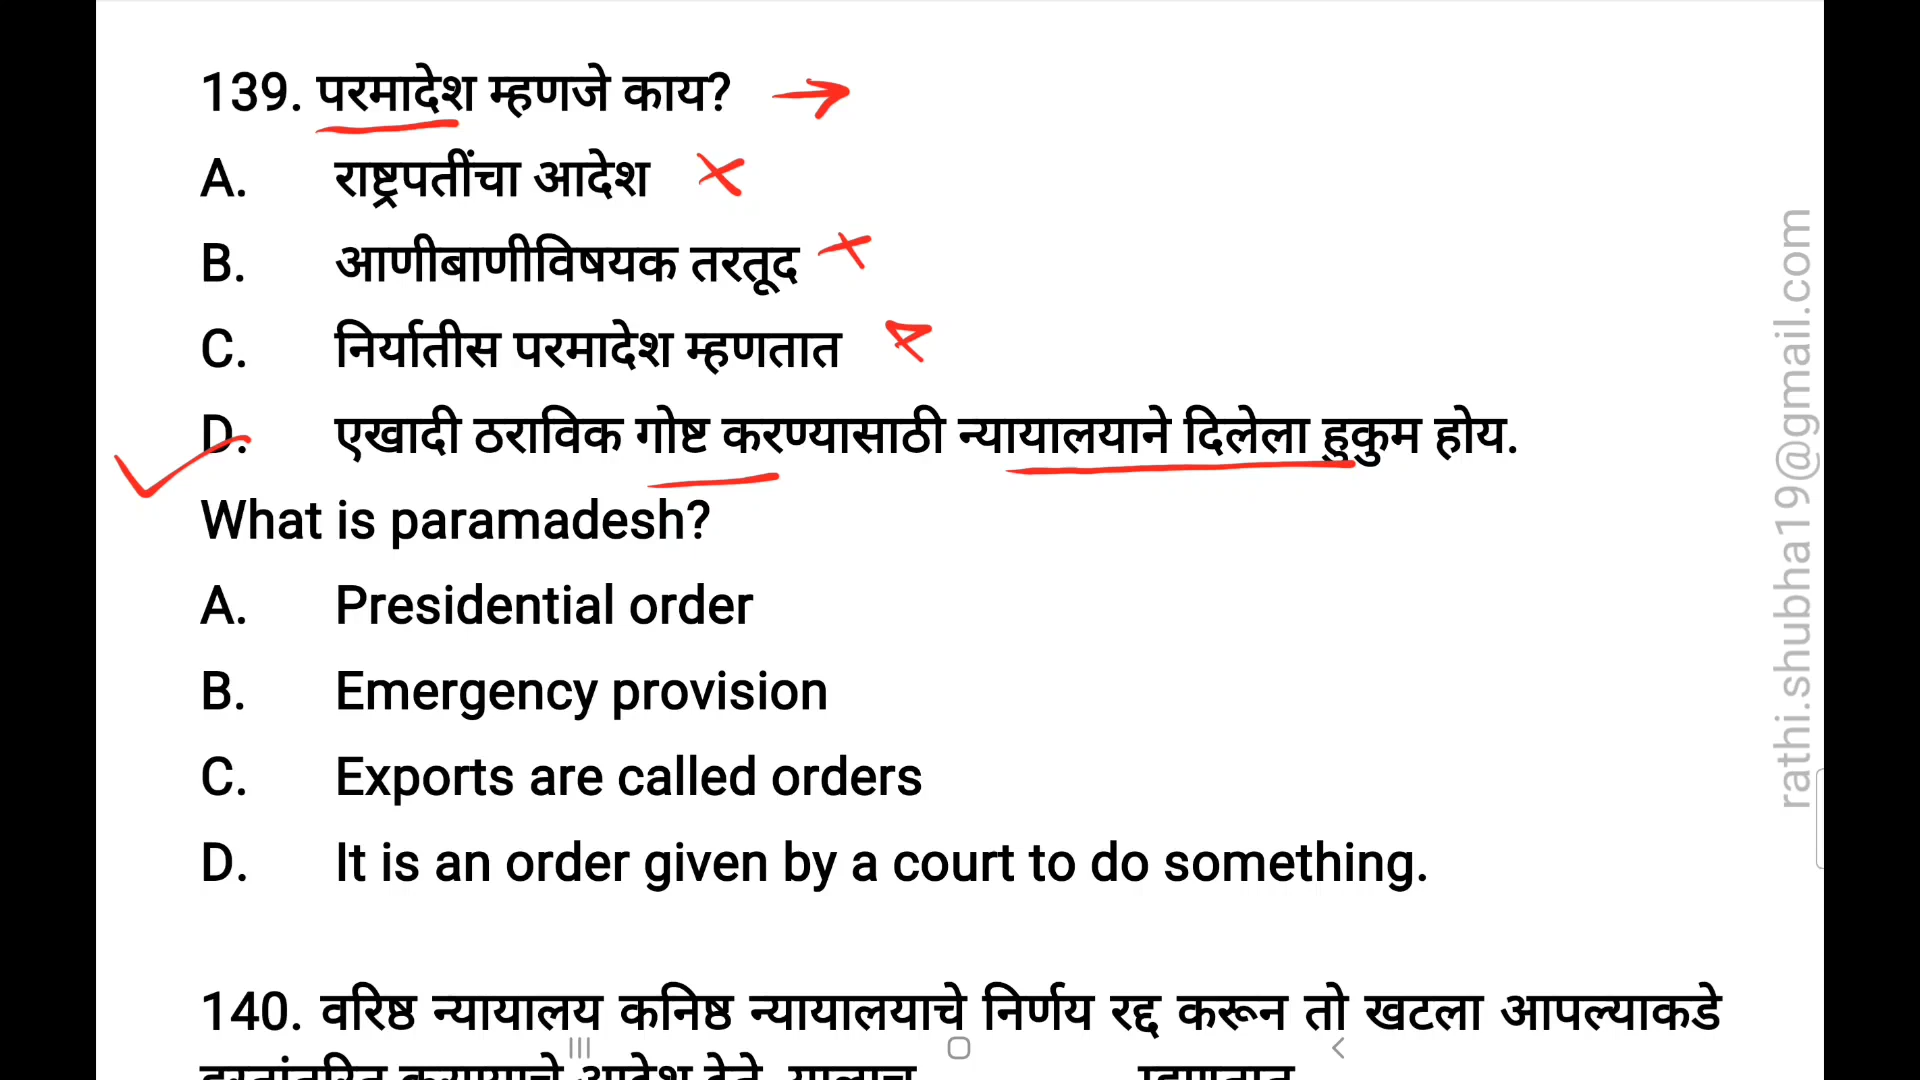 139. परमादेश म्हणजे काय?
A. राष्ट्रपतींचा आदेश
B. आणीबाणीविषयक तरतूद
C. निर्यातीस परमादेश म्हणतात
D. एखादी ठराविक गोष्ट करण्यासाठी न्यायालयाने दिलेला हुकुम होय.
What is paramadesh?
A. Presidential order
B. Emergency provision
C. Exports are called orders
D. It is an order given by a court to do something.
140. वरिष्ठ न्यायालय कनिष्ठ न्यायालयाचे निर्णय रद्द करून तो खटला आपल्याकडे
rathi.shubha19@gmail.com